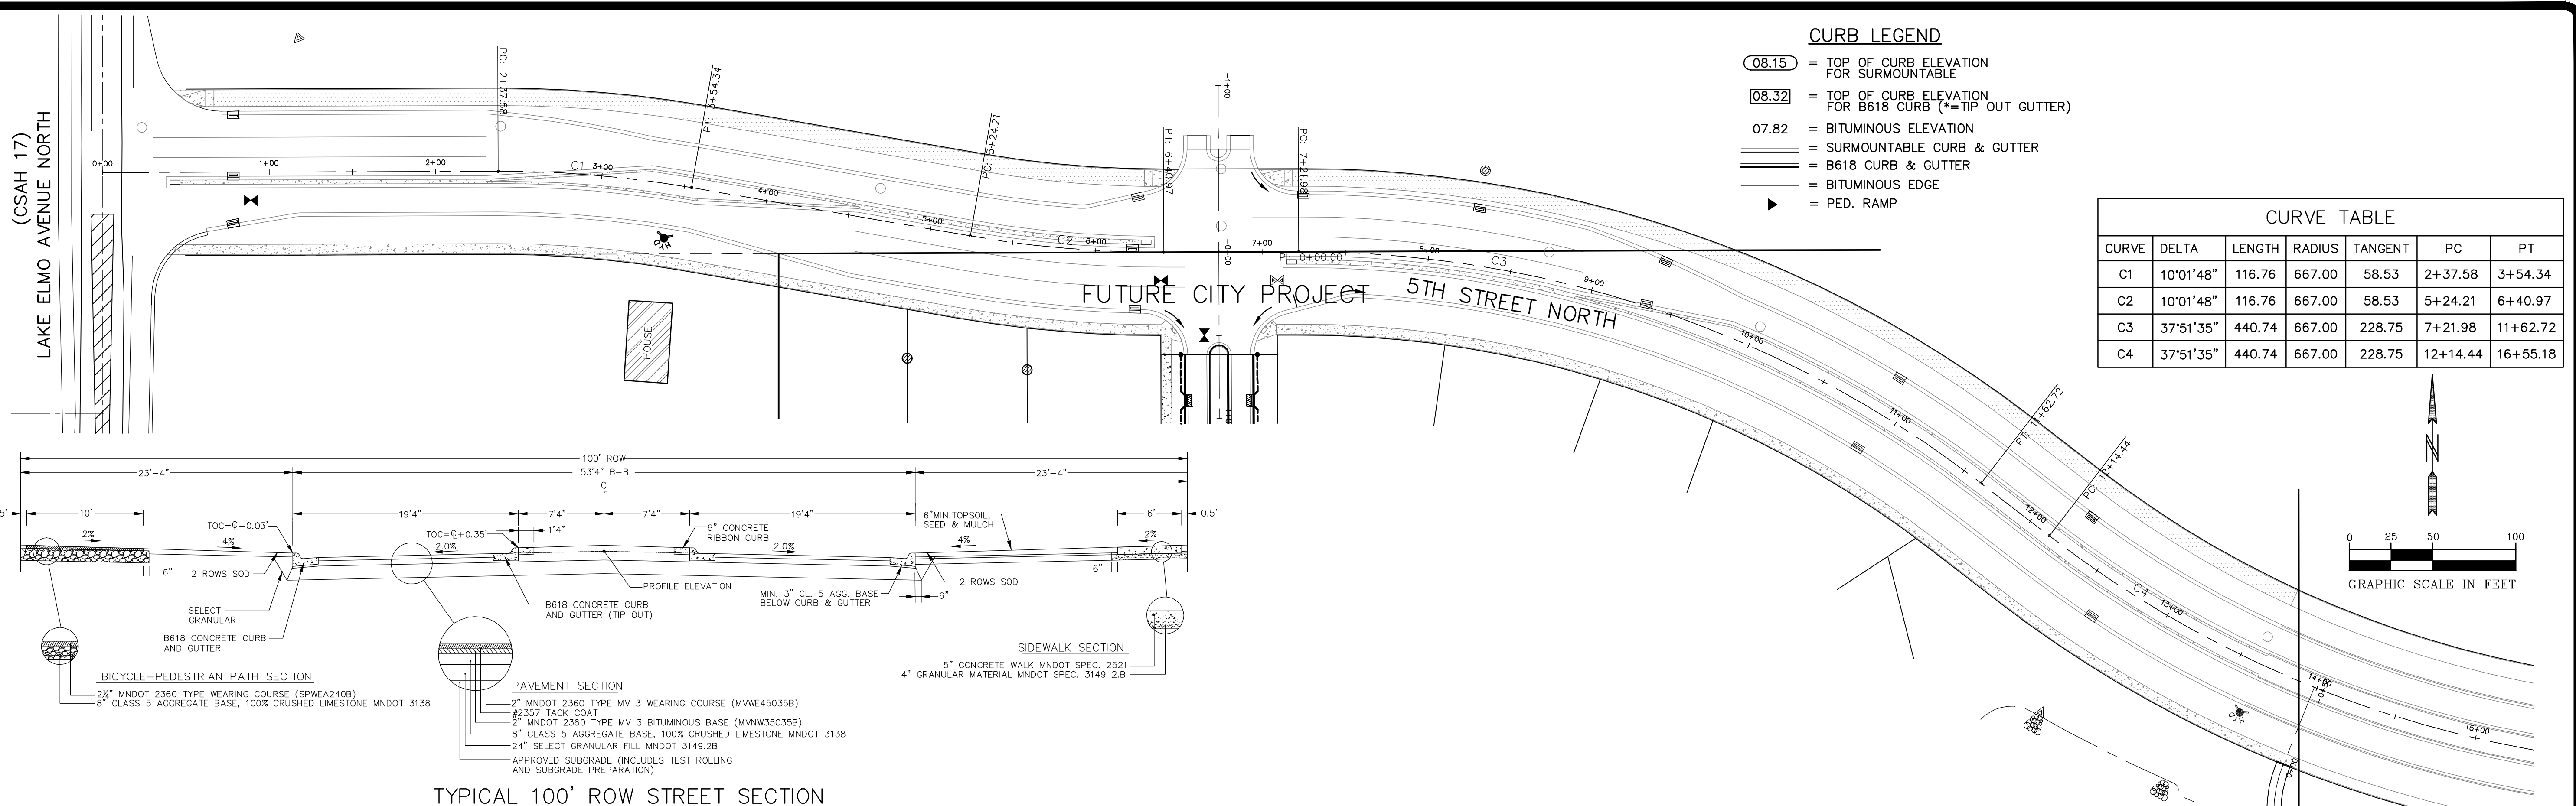 (CSAH 17)
LAKE ELMO AVENUE NORTH
0+00
1+00
2+00
PC: 2+37.58
C1
3+00
PT: 3+54.34
4+00
5+00
PC: 5+24.21
C2
6+00
PT: 6+40.97
-1+00
-0+00
7+00
PC: 7+21.98
PI: 0+00.00
8+00
C3
9+00
10+00
11+00
PT: 11+62.72
12+00
PC: 12+14.44
C4
13+00
14+00
15+00
0+00
HYD
HOUSE
FUTURE CITY PROJECT
5TH STREET NORTH
HYD
CURB LEGEND
08.15 = TOP OF CURB ELEVATION
FOR SURMOUNTABLE
08.32 = TOP OF CURB ELEVATION
FOR B618 CURB (*=TIP OUT GUTTER)
07.82 = BITUMINOUS ELEVATION
= SURMOUNTABLE CURB & GUTTER
= B618 CURB & GUTTER
= BITUMINOUS EDGE
= PED. RAMP
CURVE TABLE
CURVE DELTA LENGTH RADIUS TANGENT PC PT
C1 10°01'48" 116.76 667.00 58.53 2+37.58 3+54.34
C2 10°01'48" 116.76 667.00 58.53 5+24.21 6+40.97
C3 37°51'35" 440.74 667.00 228.75 7+21.98 11+62.72
C4 37°51'35" 440.74 667.00 228.75 12+14.44 16+55.18
N
0 25 50 100
GRAPHIC SCALE IN FEET
100' ROW
23'-4" 53'4" B-B 23'-4"
℄
5' 10' 19'4" 7'4" 7'4" 19'4" 6' 0.5'
TOC=℄-0.03'
TOC=℄+0.35'
1'4"
6" CONCRETE
RIBBON CURB
6"MIN.TOPSOIL,
SEED & MULCH
2% 4% 2.0% 2.0% 4% 2%
6"
2 ROWS SOD
SELECT
GRANULAR
B618 CONCRETE CURB
AND GUTTER
B618 CONCRETE CURB
AND GUTTER (TIP OUT)
PROFILE ELEVATION
MIN. 3" CL. 5 AGG. BASE
BELOW CURB & GUTTER
6"
2 ROWS SOD
6"
BICYCLE-PEDESTRIAN PATH SECTION
2¼" MNDOT 2360 TYPE WEARING COURSE (SPWEA240B)
8" CLASS 5 AGGREGATE BASE, 100% CRUSHED LIMESTONE MNDOT 3138
PAVEMENT SECTION
2" MNDOT 2360 TYPE MV 3 WEARING COURSE (MVWE45035B)
#2357 TACK COAT
2" MNDOT 2360 TYPE MV 3 BITUMINOUS BASE (MVNW35035B)
8" CLASS 5 AGGREGATE BASE, 100% CRUSHED LIMESTONE MNDOT 3138
24" SELECT GRANULAR FILL MNDOT 3149.2B
APPROVED SUBGRADE (INCLUDES TEST ROLLING
AND SUBGRADE PREPARATION)
SIDEWALK SECTION
5" CONCRETE WALK MNDOT SPEC. 2521
4" GRANULAR MATERIAL MNDOT SPEC. 3149 2.B
TYPICAL 100' ROW STREET SECTION